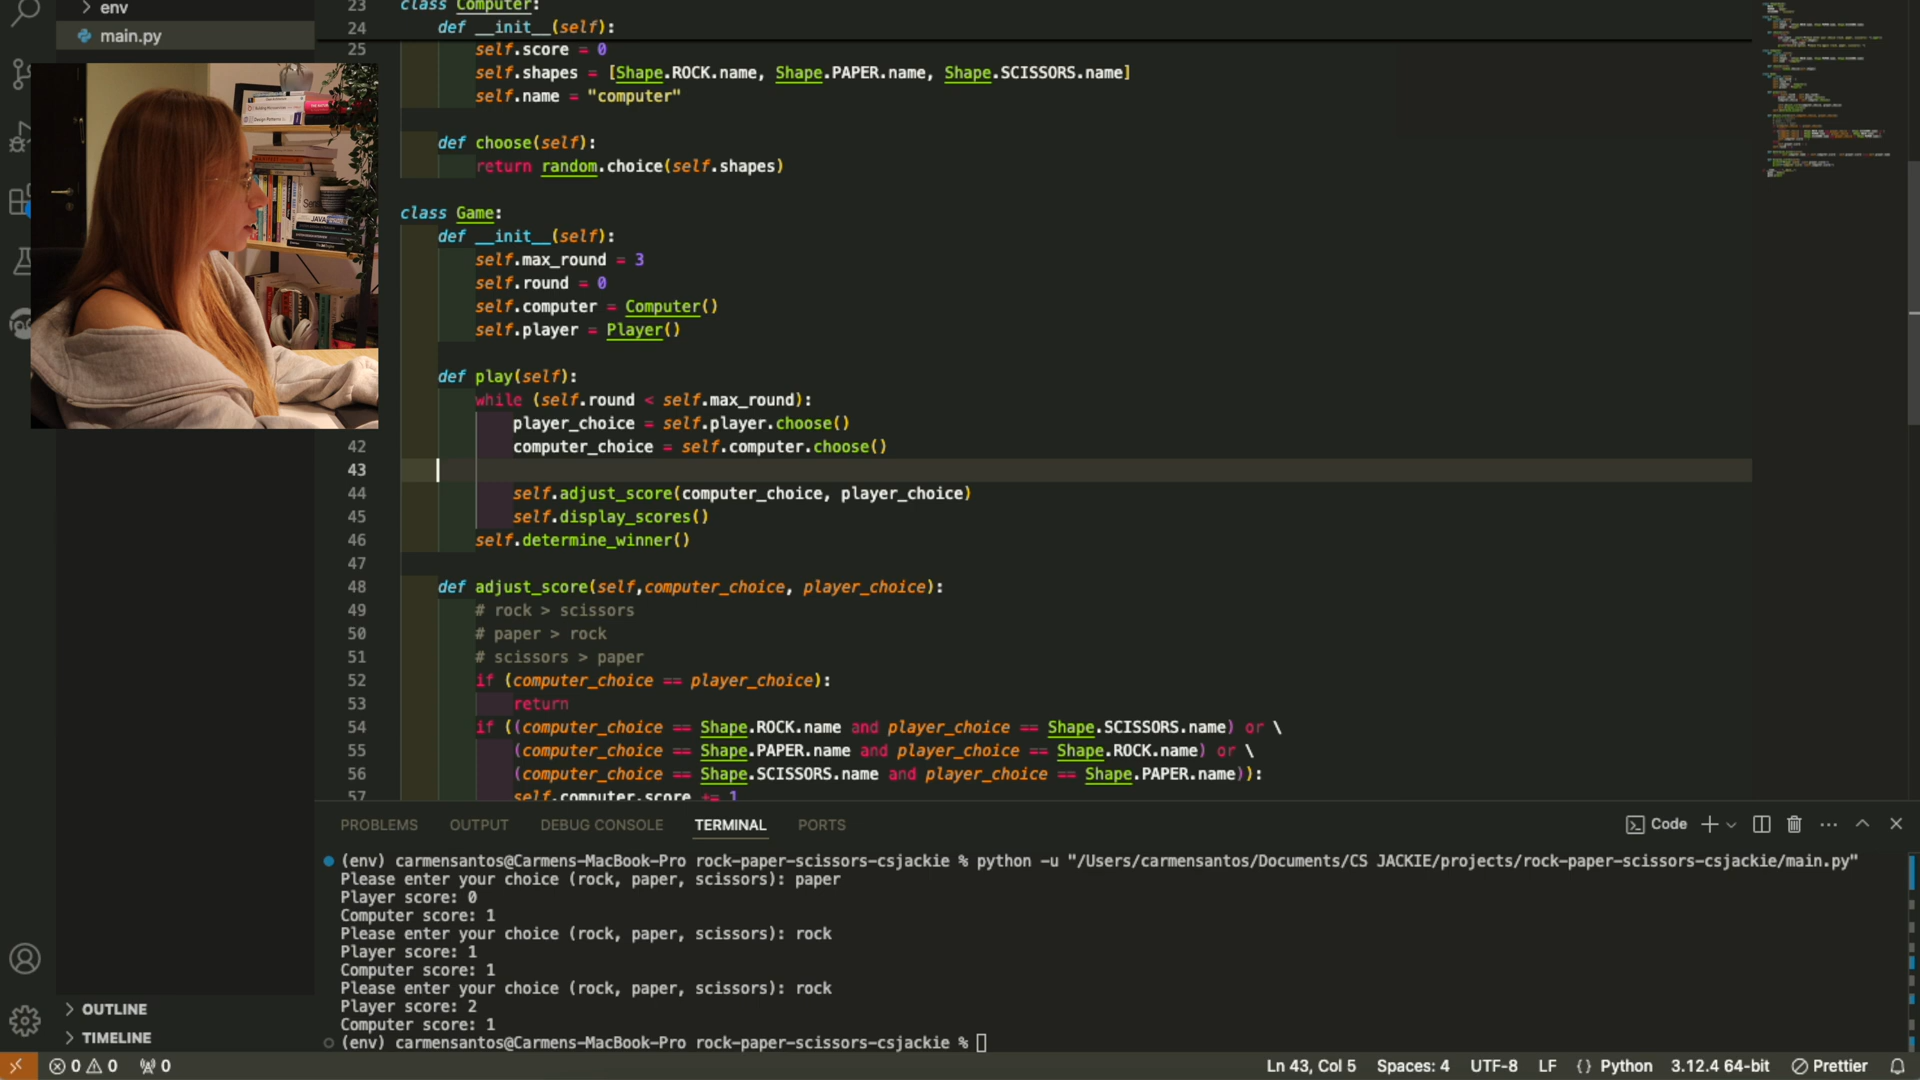 env
main.py
23 class Computer:
24 def __init__(self):
25 self.score = 0
self.shapes = [Shape.ROCK.name, Shape.PAPER.name, Shape.SCISSORS.name]
self.name = "computer"
def choose(self):
return random.choice(self.shapes)
class Game:
def __init__(self):
self.max_round = 3
self.round = 0
self.computer = Computer()
self.player = Player()
def play(self):
while (self.round < self.max_round):
player_choice = self.player.choose()
42 computer_choice = self.computer.choose()
43
44 self.adjust_score(computer_choice, player_choice)
45 self.display_scores()
46 self.determine_winner()
47
48 def adjust_score(self,computer_choice, player_choice):
49 # rock > scissors
50 # paper > rock
51 # scissors > paper
52 if (computer_choice == player_choice):
53 return
54 if ((computer_choice == Shape.ROCK.name and player_choice == Shape.SCISSORS.name) or \
55 (computer_choice == Shape.PAPER.name and player_choice == Shape.ROCK.name) or \
56 (computer_choice == Shape.SCISSORS.name and player_choice == Shape.PAPER.name)):
57 self.computer.score += 1
PROBLEMS OUTPUT DEBUG CONSOLE TERMINAL PORTS Code
(env) carmensantos@Carmens-MacBook-Pro rock-paper-scissors-csjackie % python -u "/Users/carmensantos/Documents/CS JACKIE/projects/rock-paper-scissors-csjackie/main.py"
Please enter your choice (rock, paper, scissors): paper
Player score: 0
Computer score: 1
Please enter your choice (rock, paper, scissors): rock
Player score: 1
Computer score: 1
Please enter your choice (rock, paper, scissors): rock
Player score: 2
Computer score: 1
(env) carmensantos@Carmens-MacBook-Pro rock-paper-scissors-csjackie %
OUTLINE
TIMELINE
0 0 0 Ln 43, Col 5 Spaces: 4 UTF-8 LF {} Python 3.12.4 64-bit Prettier